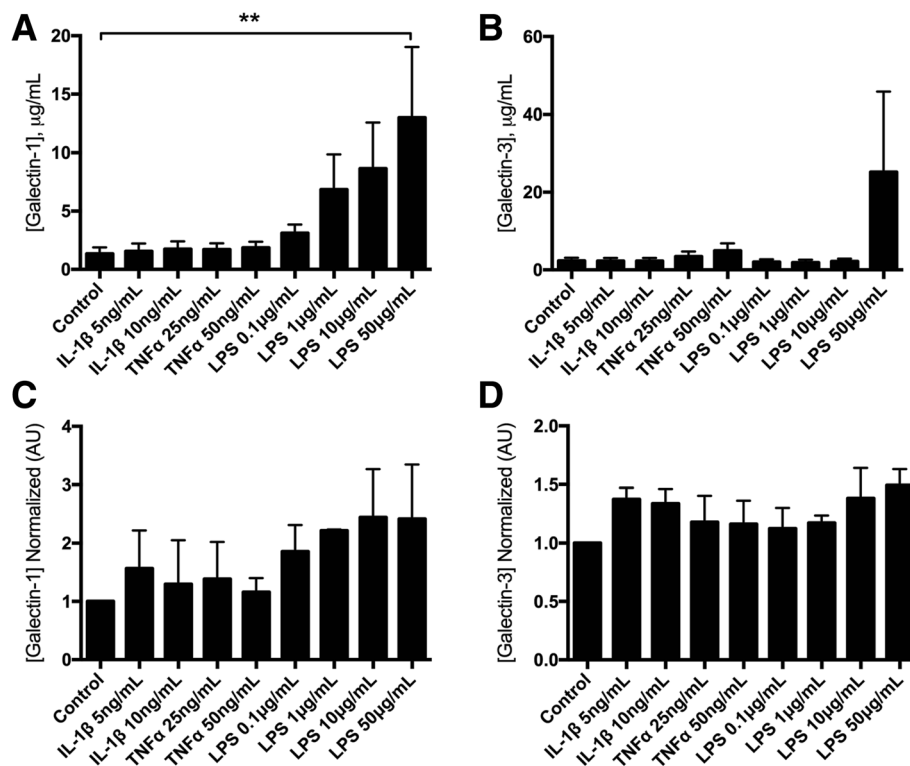 A
**
[Galectin-1], μg/mL
20
15
10
5
0
Control
IL-1β 5ng/mL
IL-1β 10ng/mL
TNFα 25ng/mL
TNFα 50ng/mL
LPS 0.1μg/mL
LPS 1μg/mL
LPS 10μg/mL
LPS 50μg/mL
B
[Galectin-3], μg/mL
60
40
20
0
Control
IL-1β 5ng/mL
IL-1β 10ng/mL
TNFα 25ng/mL
TNFα 50ng/mL
LPS 0.1μg/mL
LPS 1μg/mL
LPS 10μg/mL
LPS 50μg/mL
C
[Galectin-1] Normalized (AU)
4
3
2
1
0
Control
IL-1β 5ng/mL
IL-1β 10ng/mL
TNFα 25ng/mL
TNFα 50ng/mL
LPS 0.1μg/mL
LPS 1μg/mL
LPS 10μg/mL
LPS 50μg/mL
D
[Galectin-3] Normalized (AU)
2.0
1.5
1.0
0.5
0.0
Control
IL-1β 5ng/mL
IL-1β 10ng/mL
TNFα 25ng/mL
TNFα 50ng/mL
LPS 0.1μg/mL
LPS 1μg/mL
LPS 10μg/mL
LPS 50μg/mL